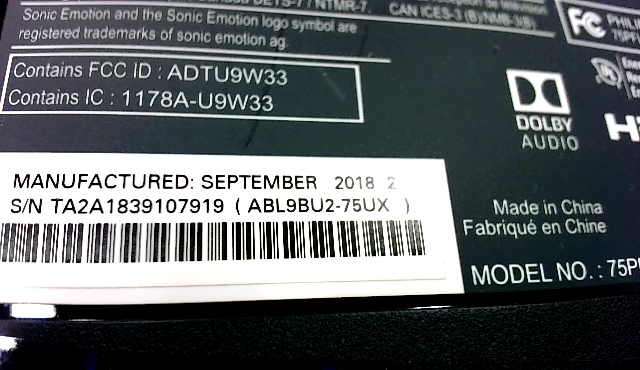 CAN ICES-3 (B)/NMB-3(B)
Sonic Emotion and the Sonic Emotion logo symbol are
registered trademarks of sonic emotion ag.
Contains FCC ID : ADTU9W33
Contains IC : 1178A-U9W33
FC
DOLBY
AUDIO
MANUFACTURED: SEPTEMBER 2018 2
S/N TA2A1839107919 ( ABL9BU2-75UX )
Made in China
Fabriqué en Chine
MODEL NO. : 75P